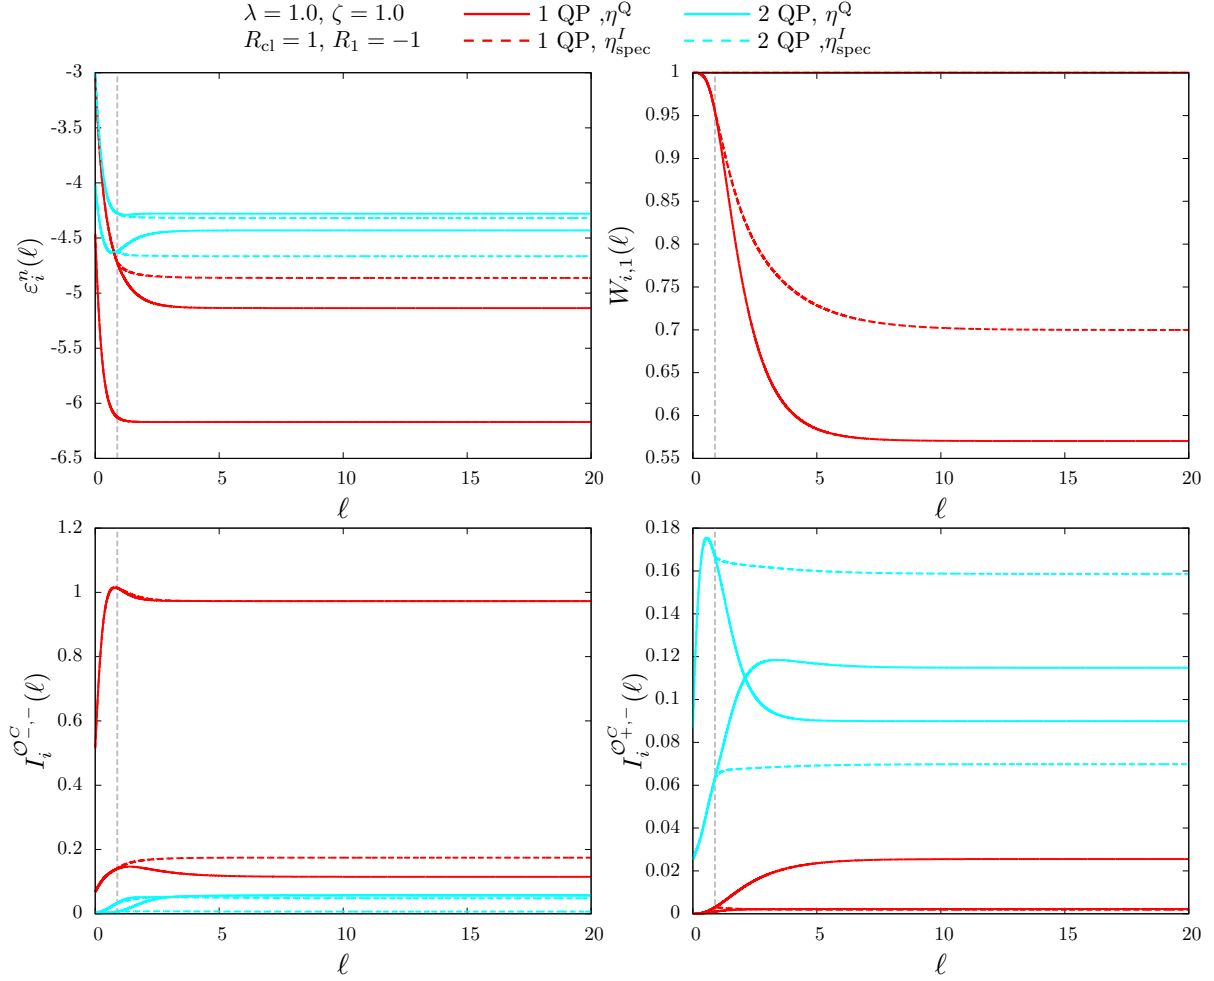 λ = 1.0, ζ = 1.0
R_cl = 1, R_1 = −1
1 QP ,η^Q
1 QP, η^I_spec
2 QP, η^Q
2 QP ,η^I_spec
ε^n_i(ℓ)
-3
-3.5
-4
-4.5
-5
-5.5
-6
-6.5
0 5 10 15 20
ℓ
W_{i,1}(ℓ)
1
0.95
0.9
0.85
0.8
0.75
0.7
0.65
0.6
0.55
0 5 10 15 20
ℓ
I_i^{𝒪^C_−,−}(ℓ)
1.2
1
0.8
0.6
0.4
0.2
0
0 5 10 15 20
ℓ
I_i^{𝒪^C_+,−}(ℓ)
0.18
0.16
0.14
0.12
0.1
0.08
0.06
0.04
0.02
0
0 5 10 15 20
ℓ